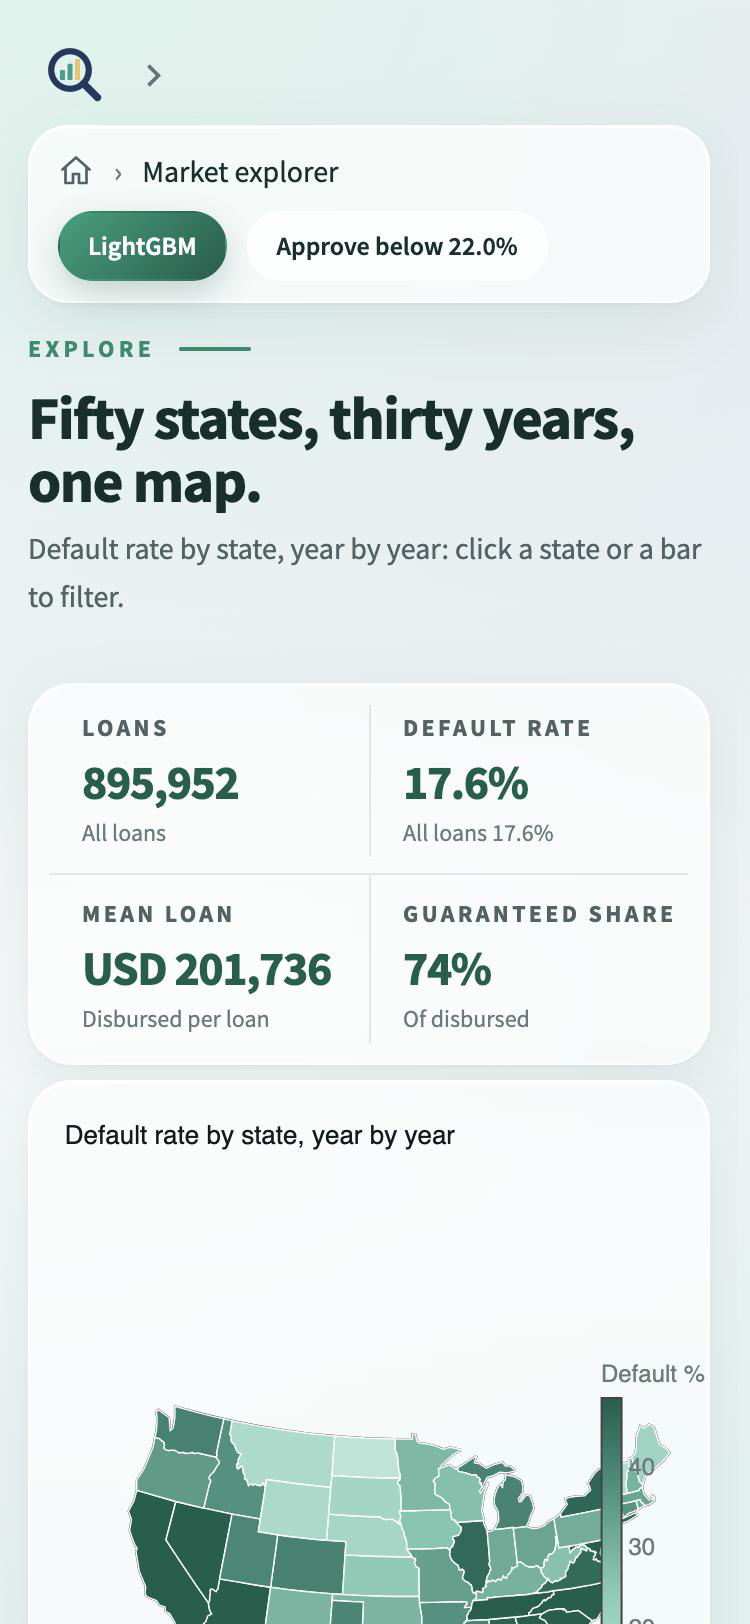 Market explorer
LightGBM
Approve below 22.0%
EXPLORE
Fifty states, thirty years,
one map.
Default rate by state, year by year: click a state or a bar
to filter.
LOANS
895,952
All loans
DEFAULT RATE
17.6%
All loans 17.6%
MEAN LOAN
USD 201,736
Disbursed per loan
GUARANTEED SHARE
74%
Of disbursed
Default rate by state, year by year
Default %
40
30